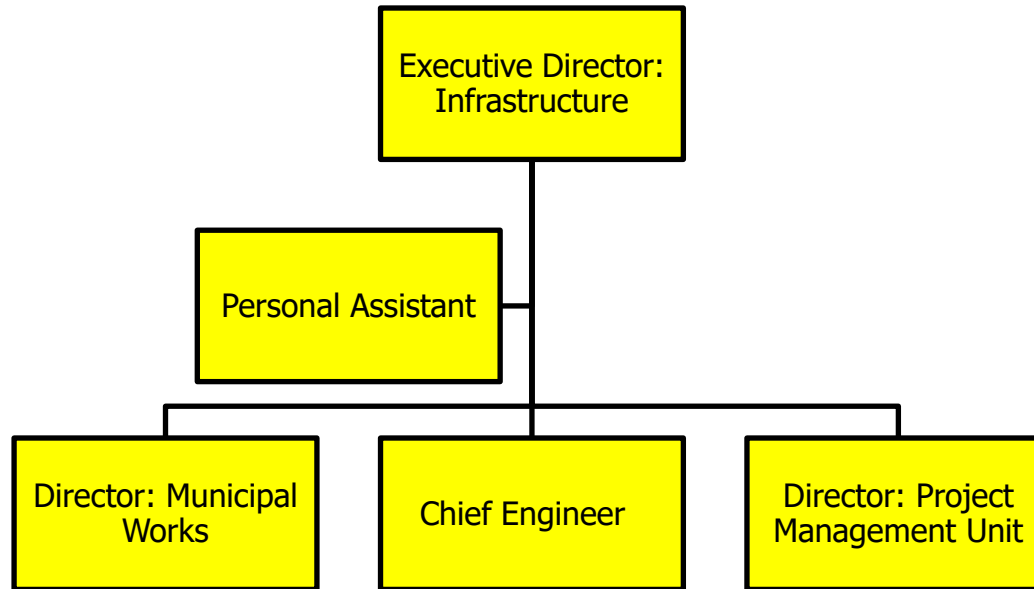 Executive Director:
Infrastructure
Personal Assistant
Director: Municipal
Works
Chief Engineer
Director: Project
Management Unit